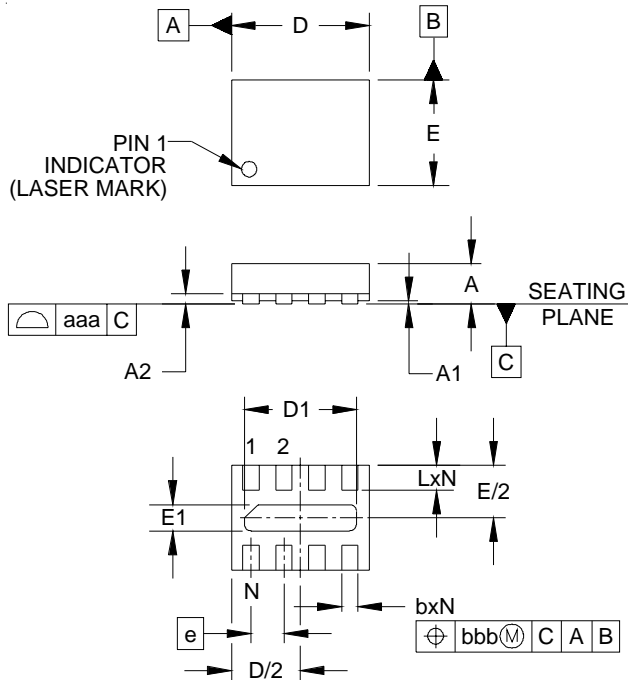 A
D
B
E
PIN 1
INDICATOR
(LASER MARK)
A
SEATING
PLANE
aaa C
C
A2
A1
D1
1 2
LxN
E/2
E1
N
bxN
e
bbb Ⓜ C A B
D/2